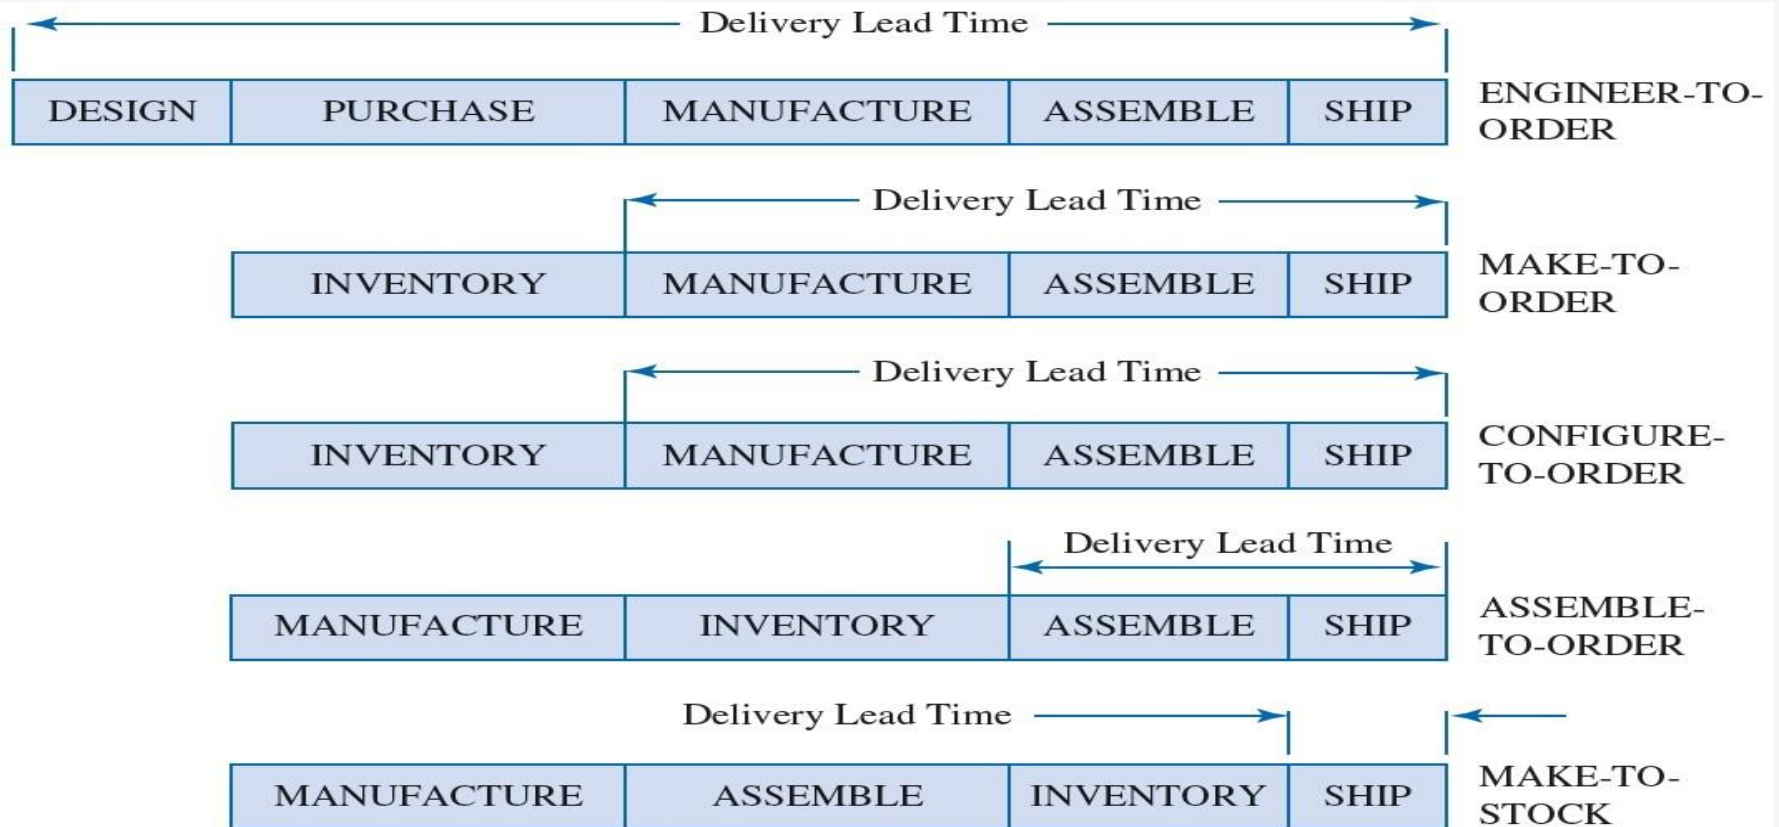 Delivery Lead Time
DESIGN PURCHASE MANUFACTURE ASSEMBLE SHIP ENGINEER-TO-
ORDER
Delivery Lead Time
INVENTORY MANUFACTURE ASSEMBLE SHIP MAKE-TO-
ORDER
Delivery Lead Time
INVENTORY MANUFACTURE ASSEMBLE SHIP CONFIGURE-
TO-ORDER
Delivery Lead Time
MANUFACTURE INVENTORY ASSEMBLE SHIP ASSEMBLE-
TO-ORDER
Delivery Lead Time
MANUFACTURE ASSEMBLE INVENTORY SHIP MAKE-TO-
STOCK